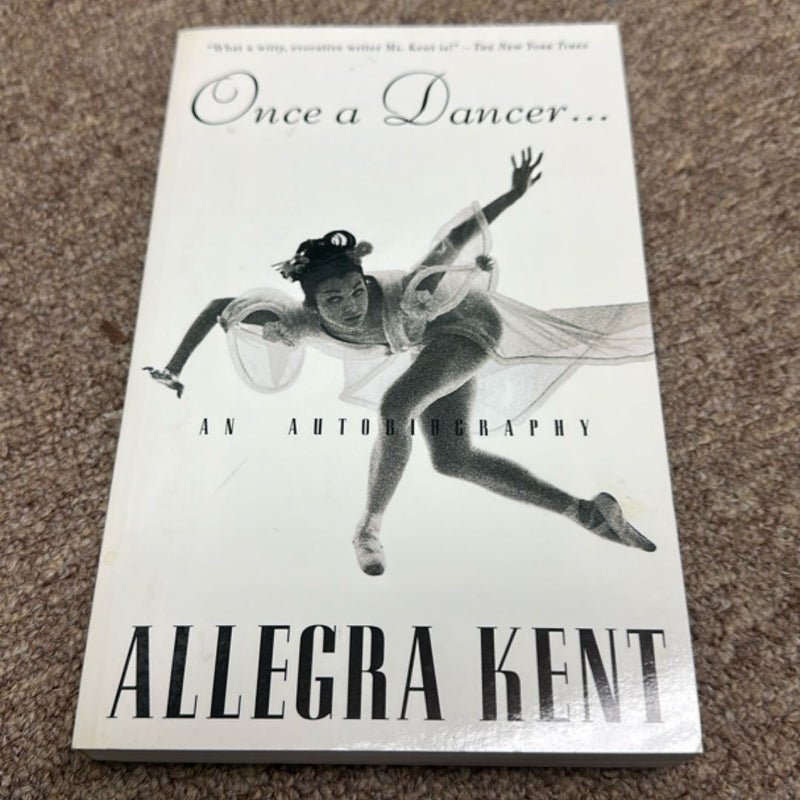 "What a witty, evocative writer Ms. Kent is!" – The New York Times
Once a Dancer...
AN AUTOBIOGRAPHY
ALLEGRA KENT